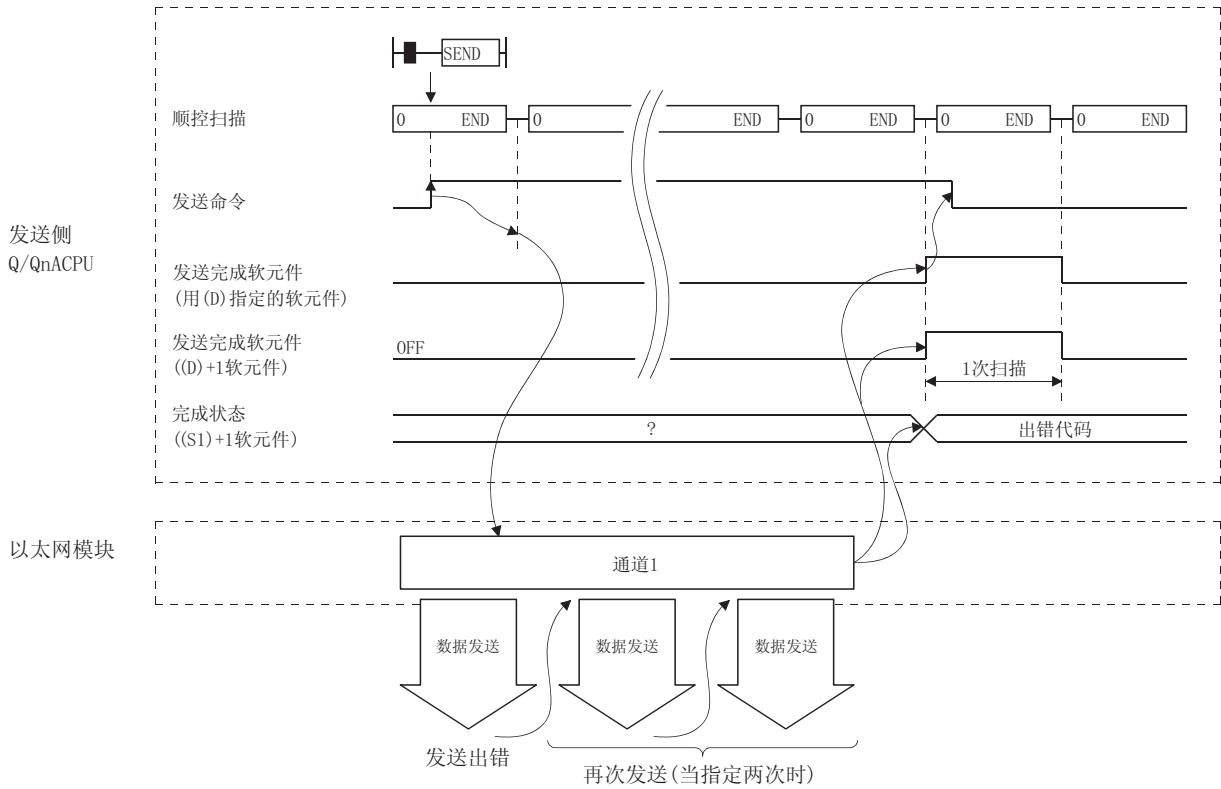 SEND
顺控扫描
0 END 0 END 0 END 0 END 0 END
发送命令
发送侧
Q/QnACPU
发送完成软元件
(用(D)指定的软元件)
发送完成软元件
((D)+1软元件)
OFF
1次扫描
完成状态
((S1)+1软元件)
?
出错代码
以太网模块
通道1
数据发送 数据发送 数据发送
发送出错
再次发送(当指定两次时)